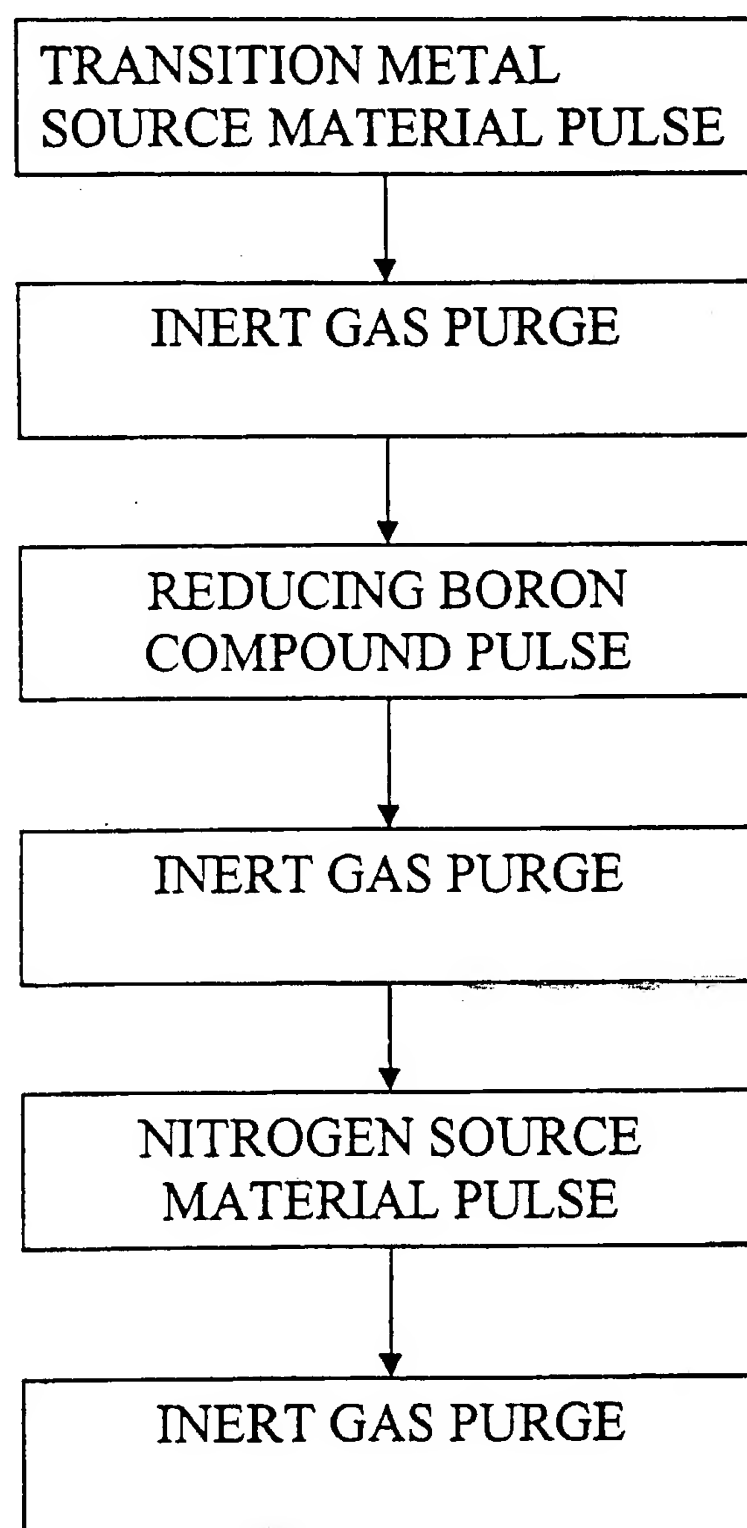 TRANSITION METAL
SOURCE MATERIAL PULSE
INERT GAS PURGE
REDUCING BORON
COMPOUND PULSE
INERT GAS PURGE
NITROGEN SOURCE
MATERIAL PULSE
INERT GAS PURGE